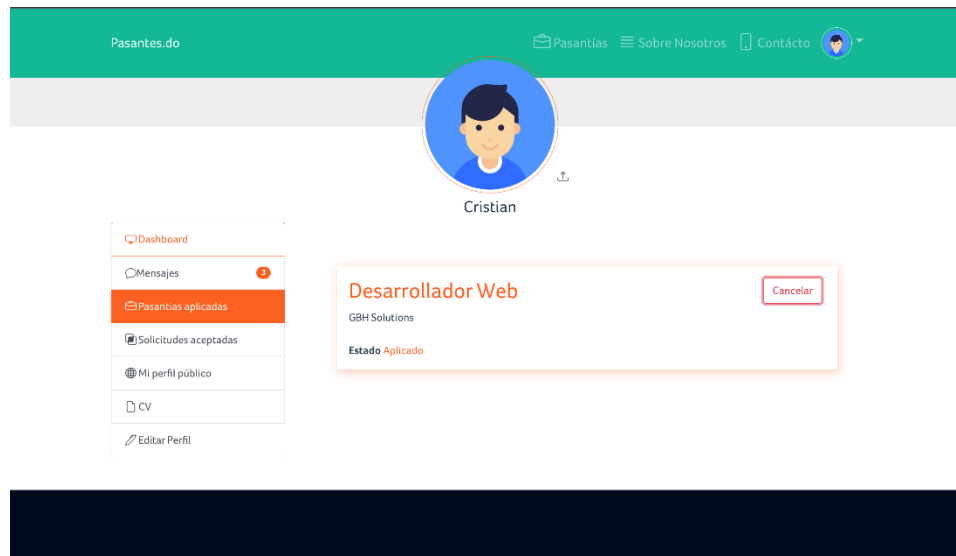 Pasantes.do
Pasantías Sobre Nosotros Contácto
Cristian
Dashboard
Mensajes 3
Pasantias aplicadas
Solicitudes aceptadas
Mi perfil público
CV
Editar Perfil
Desarrollador Web
Cancelar
GBH Solutions
Estado Aplicado